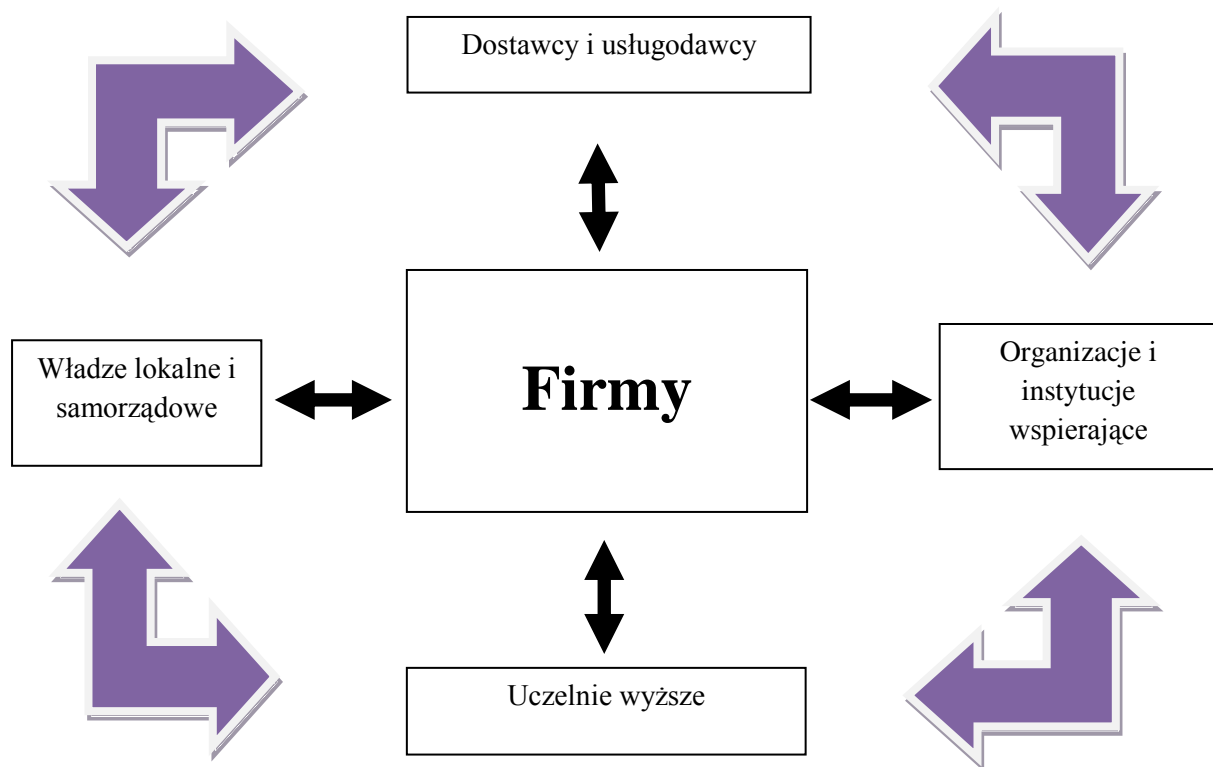 Dostawcy i usługodawcy
Władze lokalne i
samorządowe
Firmy
Organizacje i
instytucje
wspierające
Uczelnie wyższe